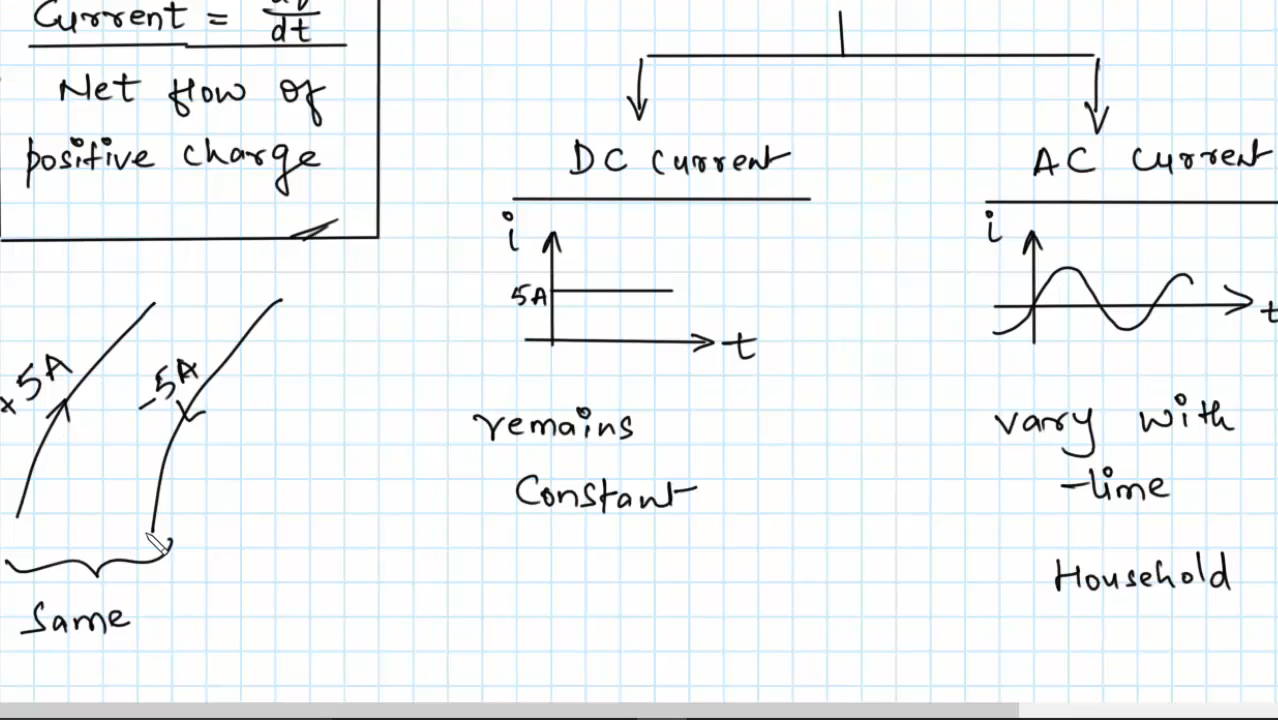 Current = dq/dt
Net flow of
positive charge
DC Current
AC Current
i
5A
t
i
t
5A
-5A
remains
Constant
vary with
time
Household
Same